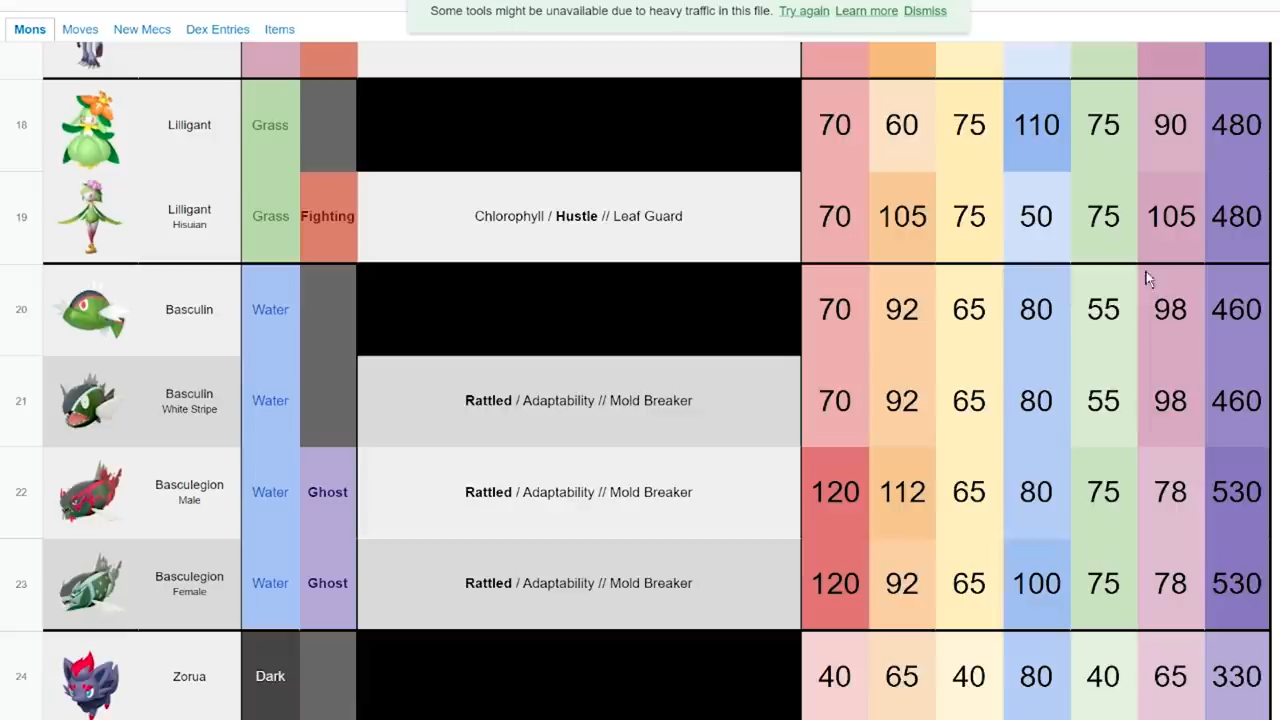 Some tools might be unavailable due to heavy traffic in this file. Try again Learn more Dismiss
Mons Moves New Mecs Dex Entries Items
18 Lilligant Grass 70 60 75 110 75 90 480
19 Lilligant Hisuian Grass Fighting Chlorophyll / Hustle // Leaf Guard 70 105 75 50 75 105 480
20 Basculin Water 70 92 65 80 55 98 460
21 Basculin White Stripe Water Rattled / Adaptability // Mold Breaker 70 92 65 80 55 98 460
22 Basculegion Male Water Ghost Rattled / Adaptability // Mold Breaker 120 112 65 80 75 78 530
23 Basculegion Female Water Ghost Rattled / Adaptability // Mold Breaker 120 92 65 100 75 78 530
24 Zorua Dark 40 65 40 80 40 65 330